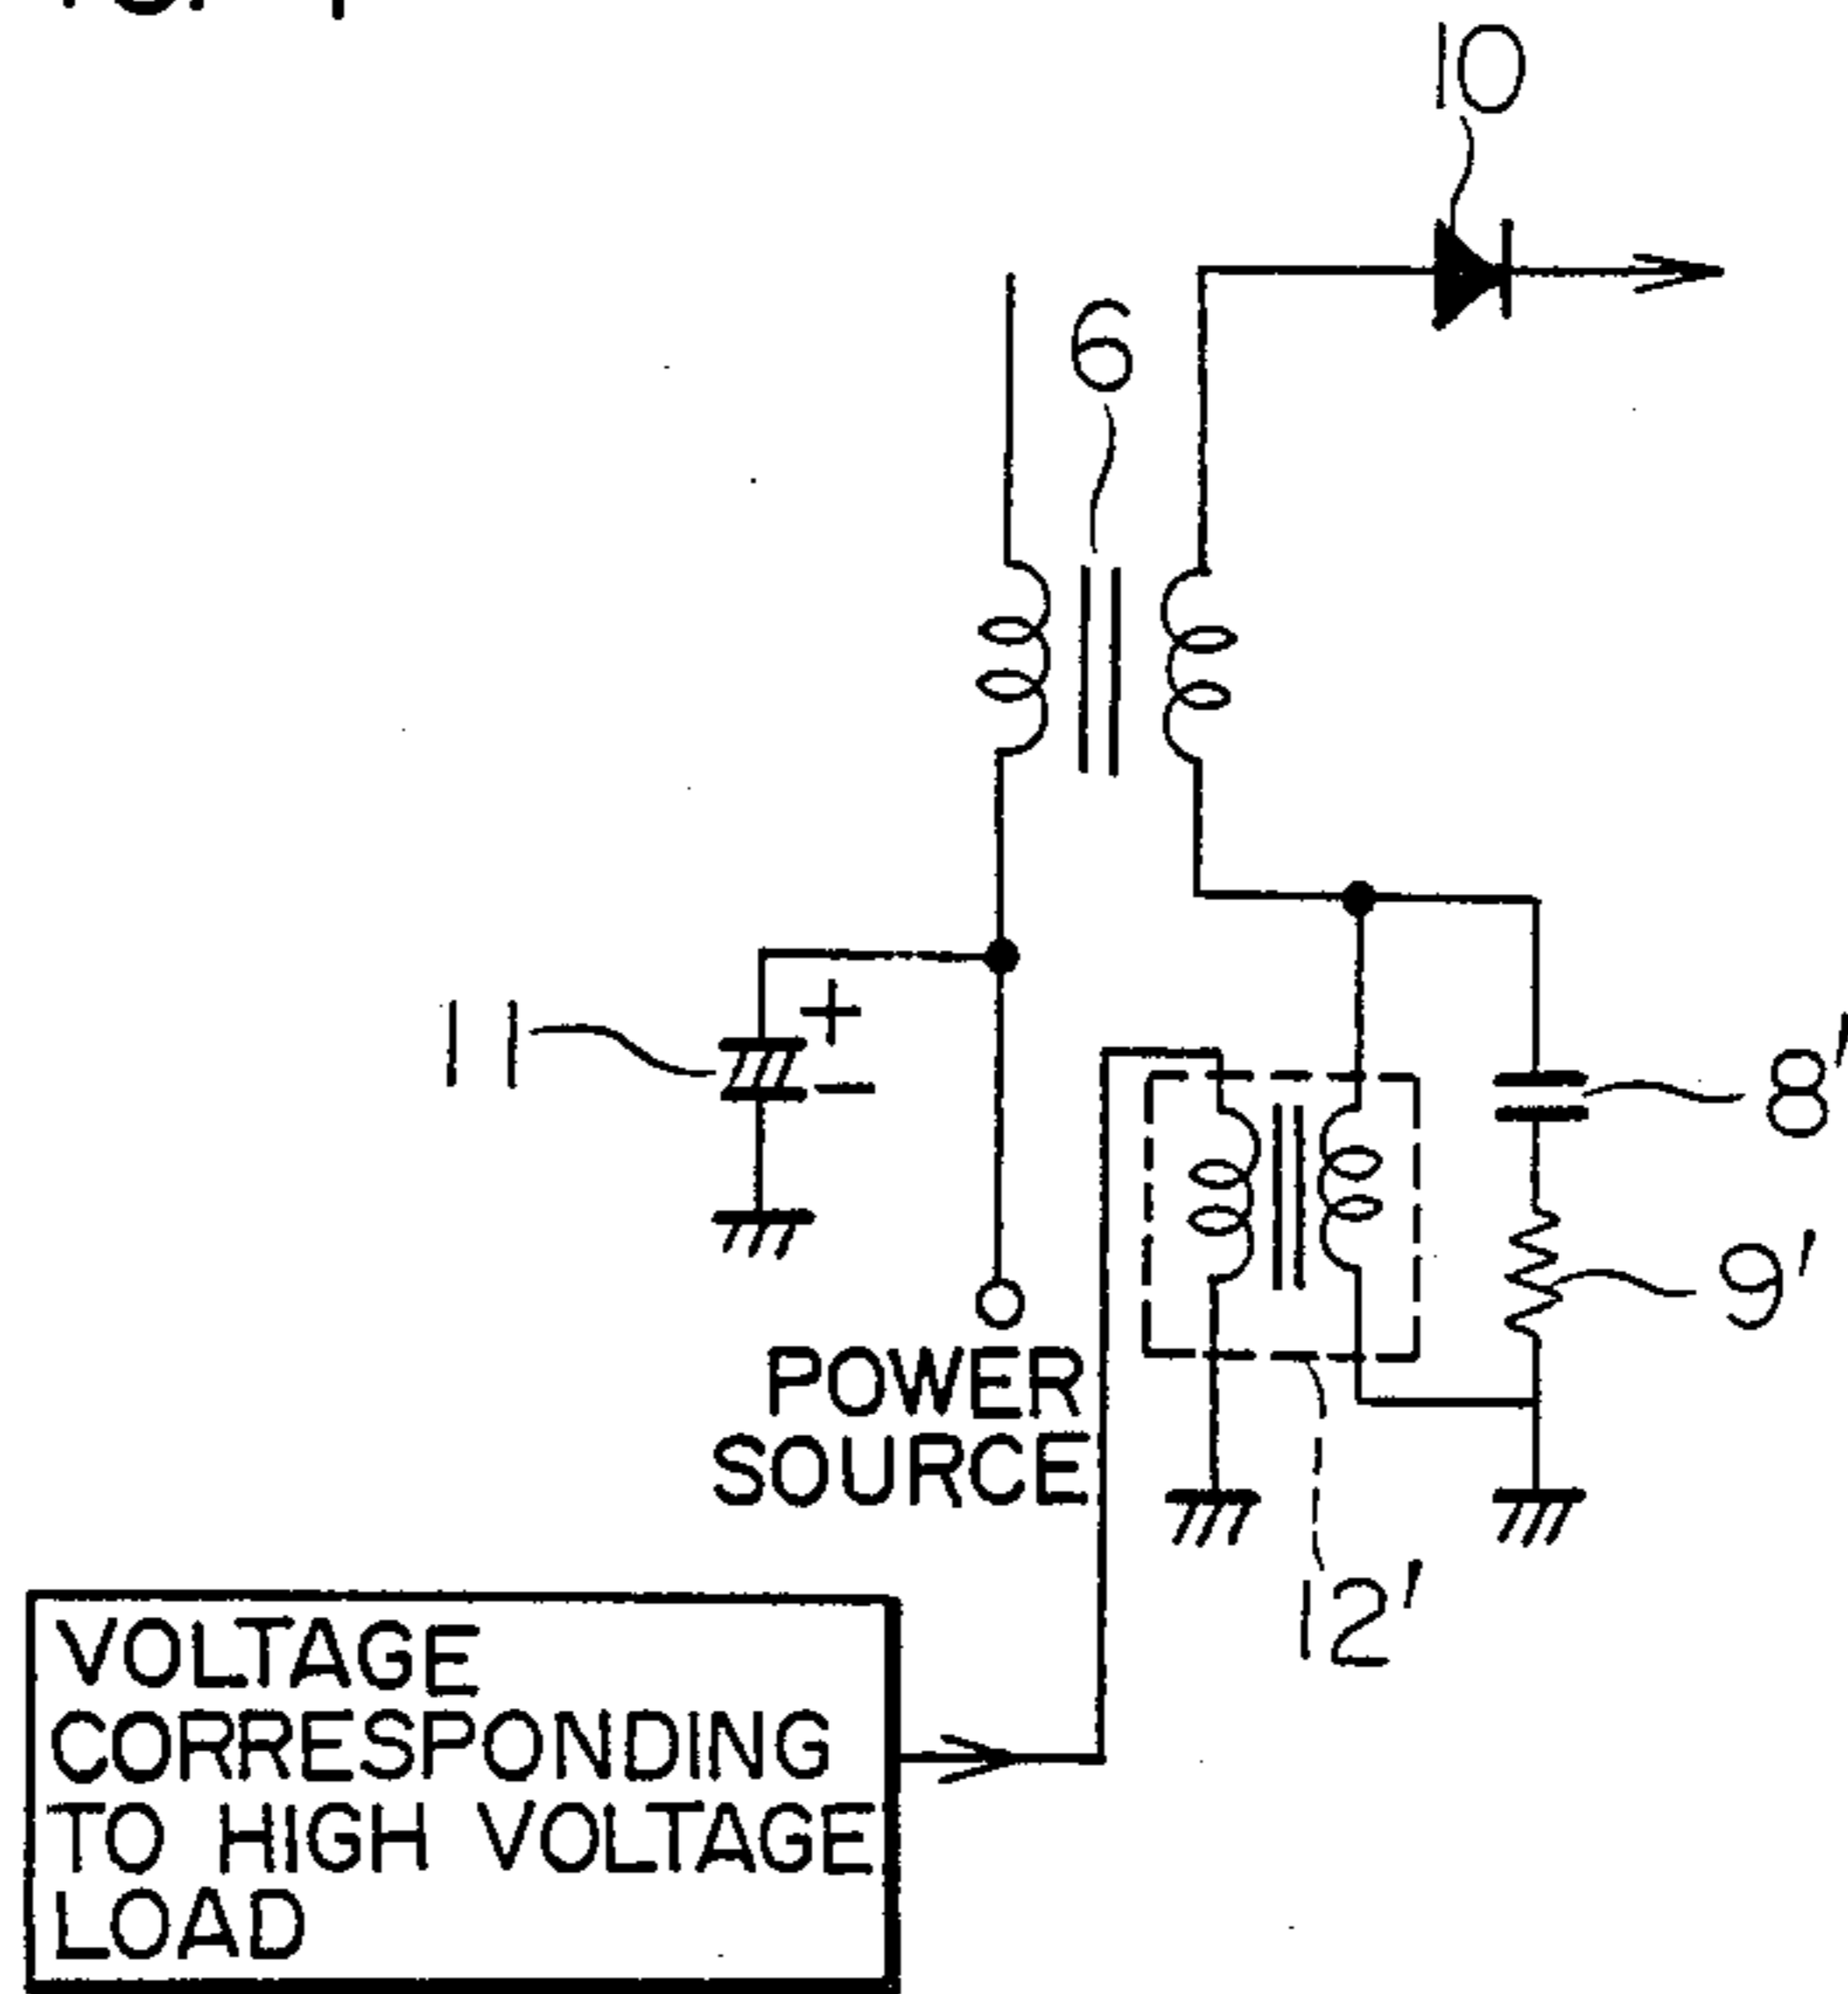 10
6
11
+
−
8'
9'
POWER
SOURCE
12'
VOLTAGE
CORRESPONDING
TO HIGH VOLTAGE
LOAD